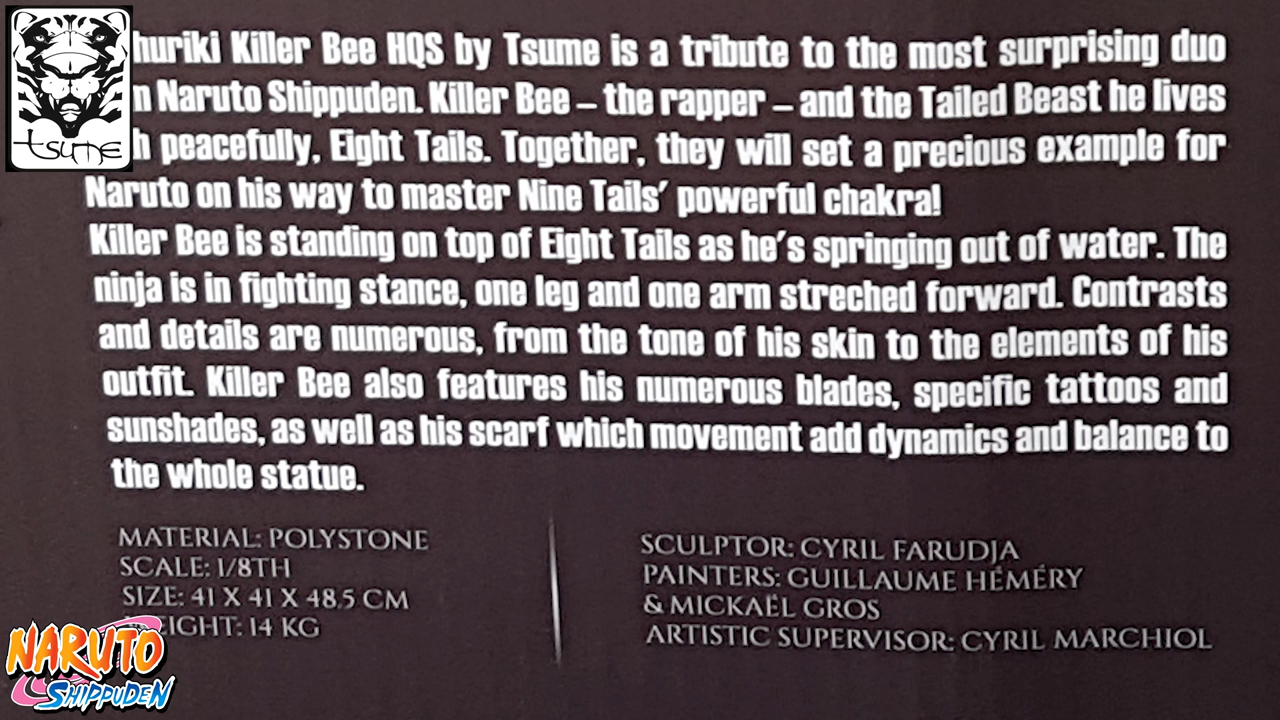 tsume
huriki Killer Bee HQS by Tsume is a tribute to the most surprising duo
n Naruto Shippuden. Killer Bee – the rapper – and the Tailed Beast he lives
h peacefully, Eight Tails. Together, they will set a precious example for
Naruto on his way to master Nine Tails' powerful chakra!
Killer Bee is standing on top of Eight Tails as he's springing out of water. The
ninja is in fighting stance, one leg and one arm streched forward. Contrasts
and details are numerous, from the tone of his skin to the elements of his
outfit. Killer Bee also features his numerous blades, specific tattoos and
sunshades, as well as his scarf which movement add dynamics and balance to
the whole statue.
MATERIAL: POLYSTONE
SCALE: 1/8TH
SIZE: 41 X 41 X 48.5 CM
EIGHT: 14 KG
SCULPTOR: CYRIL FARUDJA
PAINTERS: GUILLAUME HÉMÉRY
& MICKAËL GROS
ARTISTIC SUPERVISOR: CYRIL MARCHIOL
NARUTO
SHIPPUDEN